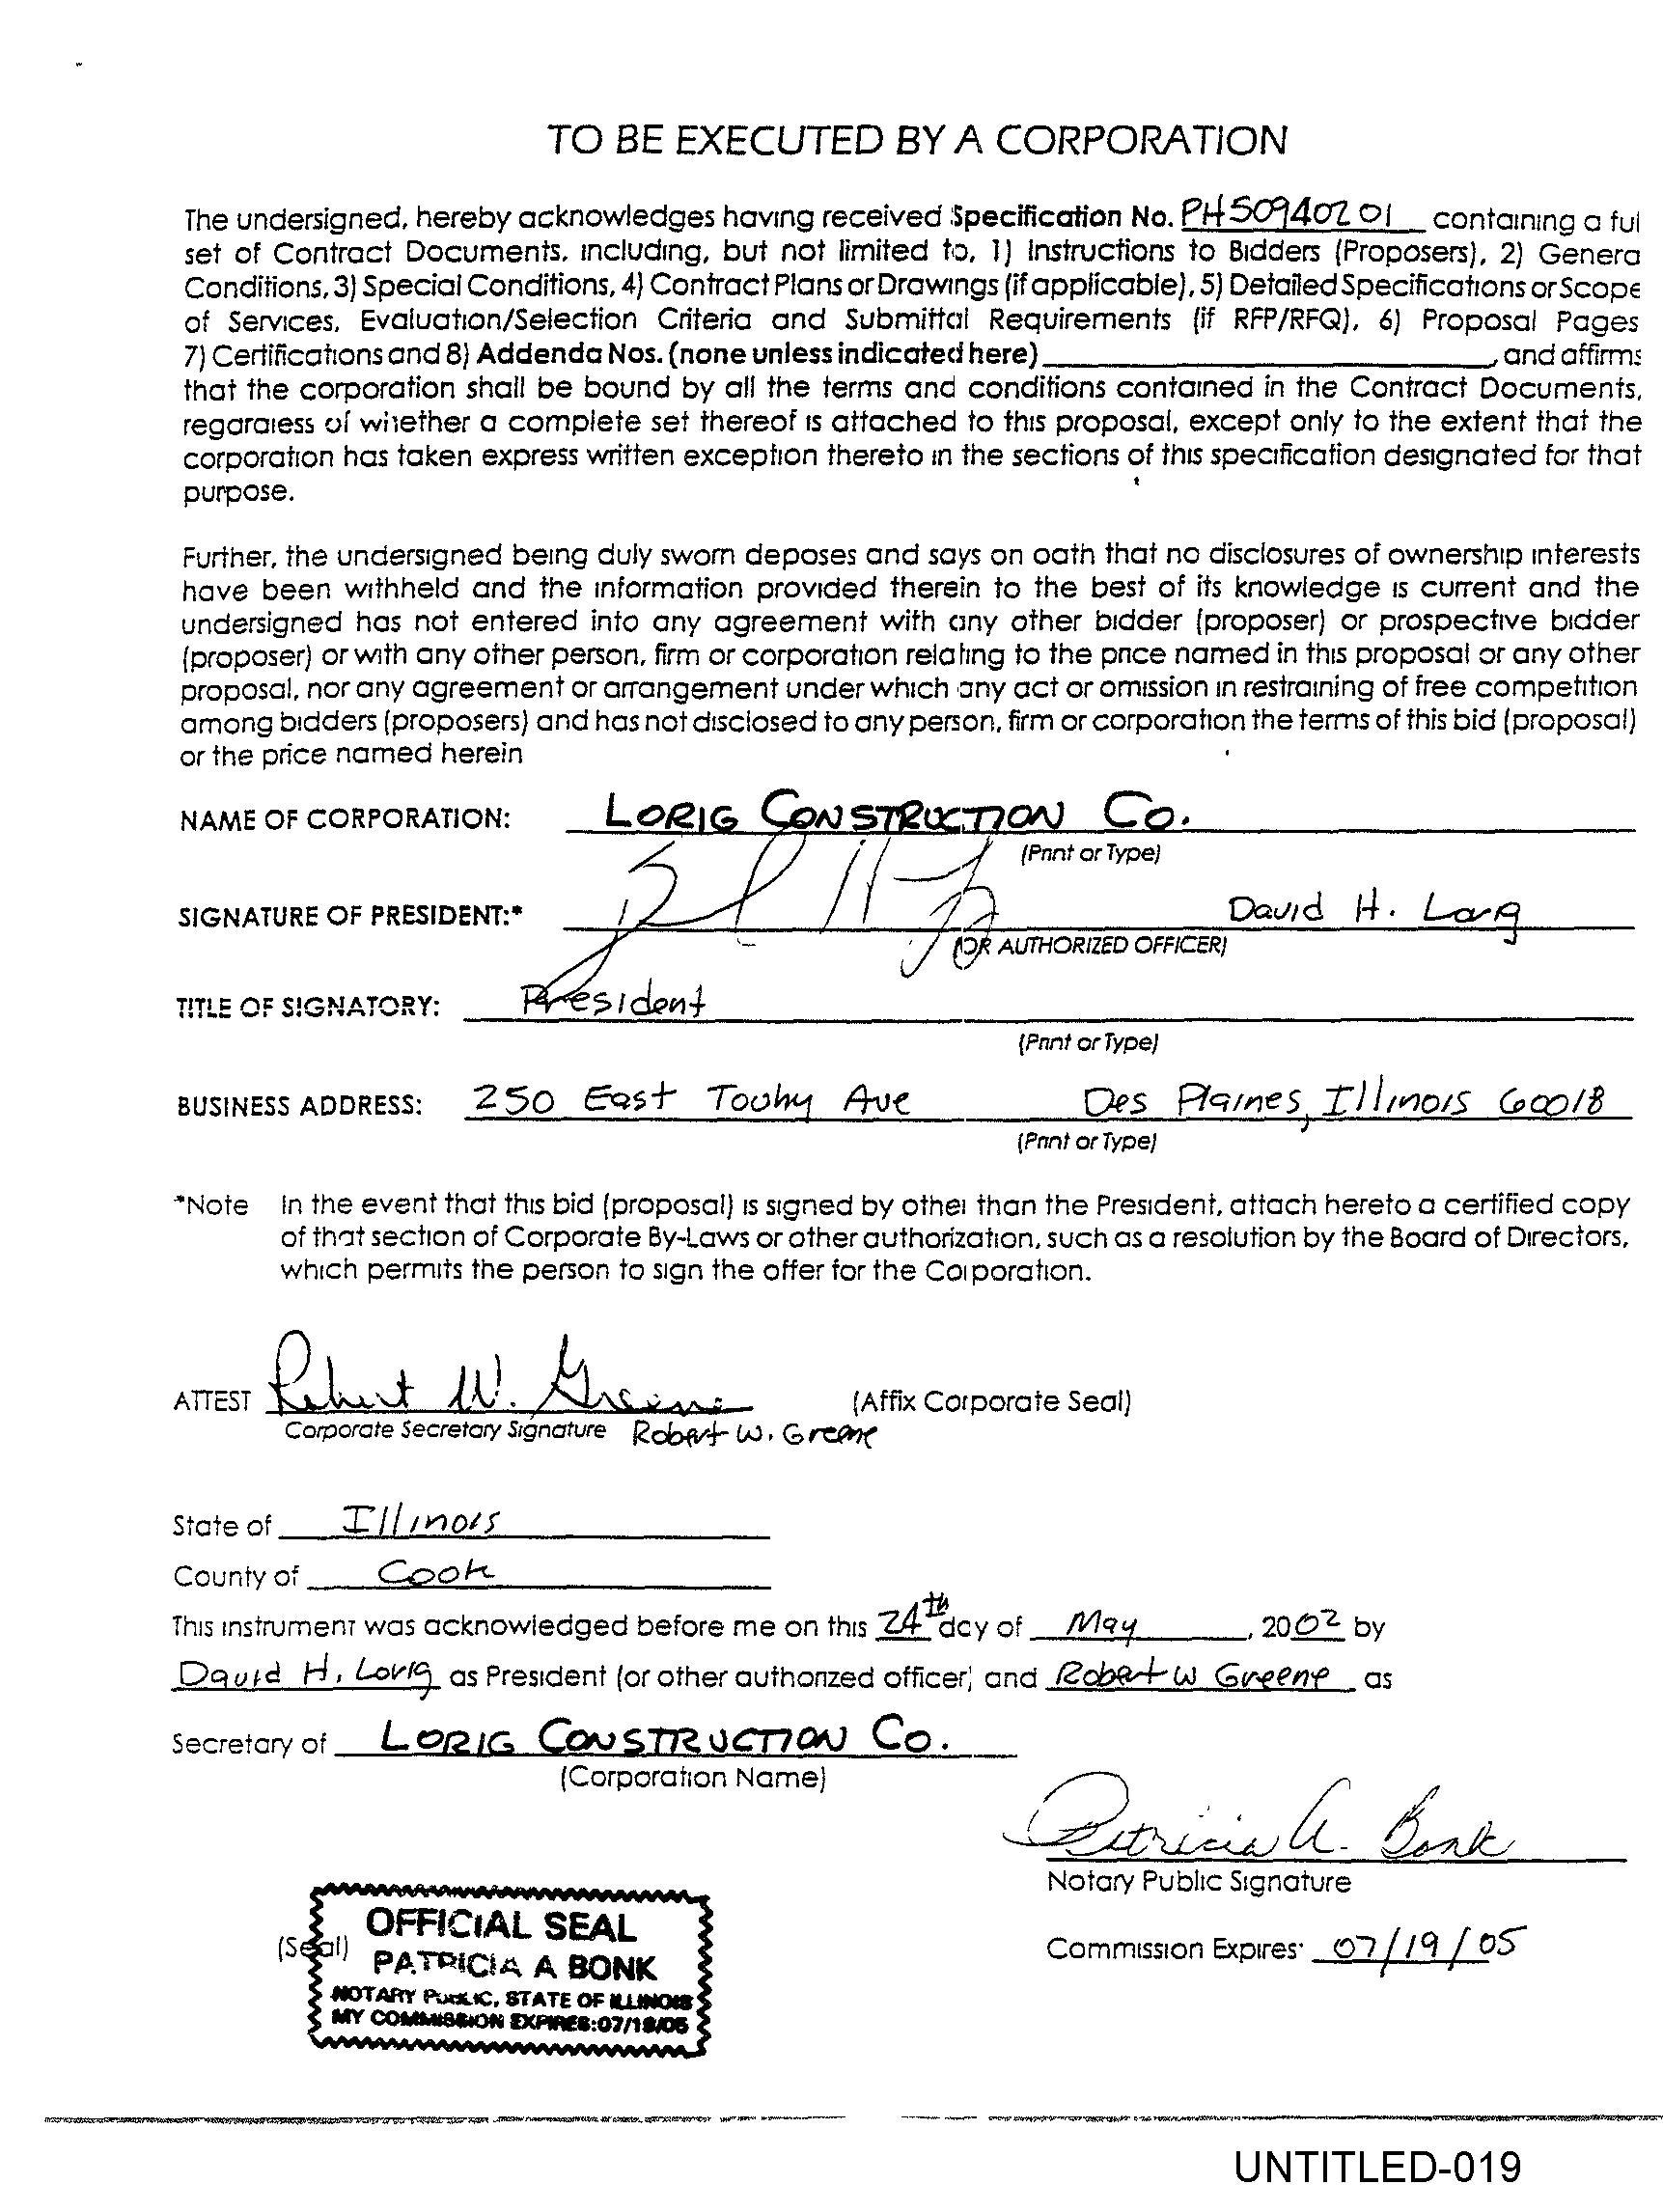 TO BE EXECUTED BY A CORPORATION
The undersigned, hereby acknowledges having received Specification No. PH50940201 containing a ful
set of Contract Documents, including, but not limited to, 1) Instructions to Bidders (Proposers), 2) Genera
Conditions, 3) Special Conditions, 4) Contract Plans or Drawings (if applicable), 5) Detailed Specifications or Scope
of Services, Evaluation/Selection Criteria and Submittal Requirements (if RFP/RFQ), 6) Proposal Pages
7) Certifications and 8) Addenda Nos. (none unless indicated here) , and affirms
that the corporation shall be bound by all the terms and conditions contained in the Contract Documents,
regardless of whether a complete set thereof is attached to this proposal, except only to the extent that the
corporation has taken express written exception thereto in the sections of this specification designated for that
purpose.
Further, the undersigned being duly sworn deposes and says on oath that no disclosures of ownership interests
have been withheld and the information provided therein to the best of its knowledge is current and the
undersigned has not entered into any agreement with any other bidder (proposer) or prospective bidder
(proposer) or with any other person, firm or corporation relating to the price named in this proposal or any other
proposal, nor any agreement or arrangement under which any act or omission in restraining of free competition
among bidders (proposers) and has not disclosed to any person, firm or corporation the terms of this bid (proposal)
or the price named herein
NAME OF CORPORATION: LORIG CONSTRUCTION CO.
(Print or Type)
SIGNATURE OF PRESIDENT:* David H. Lorig
(OR AUTHORIZED OFFICER)
TITLE OF SIGNATORY: President
(Print or Type)
BUSINESS ADDRESS: 250 East Touhy Ave Des Plaines, Illinois 60018
(Print or Type)
*Note In the event that this bid (proposal) is signed by other than the President, attach hereto a certified copy
of that section of Corporate By-Laws or other authorization, such as a resolution by the Board of Directors,
which permits the person to sign the offer for the Corporation.
ATTEST Robert W. Greene (Affix Corporate Seal)
Corporate Secretary Signature Robert W. Greene
State of Illinois
County of Cook
This instrument was acknowledged before me on this 24th day of May , 2002 by
David H. Lorig as President (or other authorized officer) and Robert W Greene as
Secretary of LORIG CONSTRUCTION CO.
(Corporation Name)
Patricia A. Bonk
Notary Public Signature
(Seal)
OFFICIAL SEAL
PATRICIA A BONK
NOTARY PUBLIC, STATE OF ILLINOIS
MY COMMISSION EXPIRES:07/19/05
Commission Expires: 07/19/05
UNTITLED-019